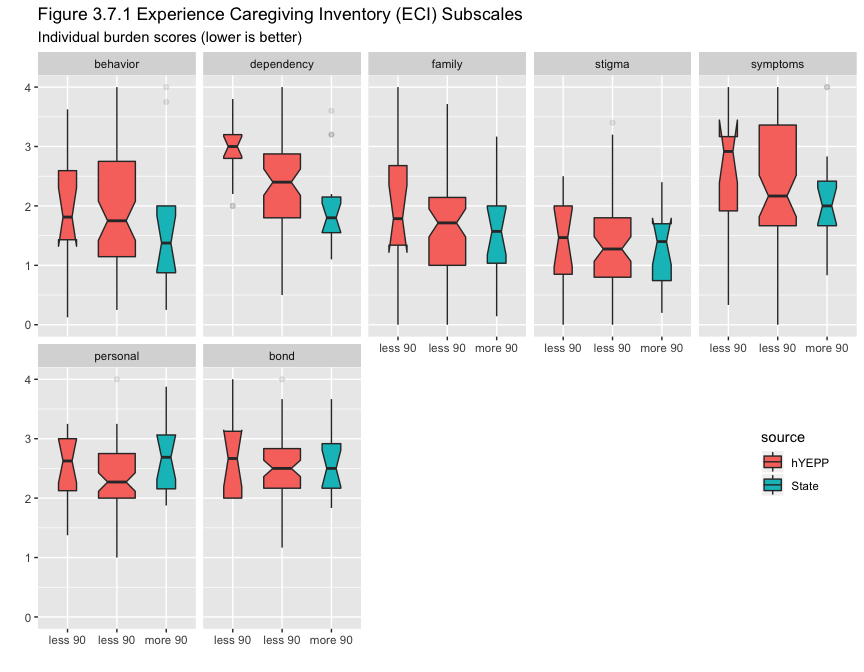 Figure 3.7.1 Experience Caregiving Inventory (ECI) Subscales
Individual burden scores (lower is better)
behavior dependency family stigma symptoms
4
3
2
1
0
less 90 less 90 more 90 less 90 less 90 more 90 less 90 less 90 more 90
personal bond
4
3
2
1
0
less 90 less 90 more 90 less 90 less 90 more 90
source
hYEPP
State